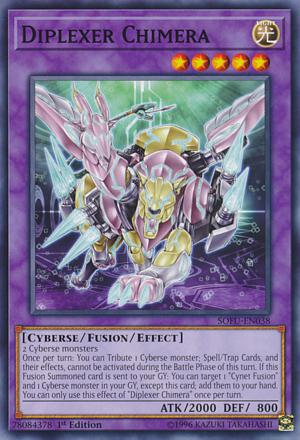 DIPLEXER CHIMERA
LIGHT
光
SOFU-EN038
[CYBERSE/FUSION/EFFECT]
2 Cyberse monsters
Once per turn: You can Tribute 1 Cyberse monster; Spell/Trap Cards, and
their effects, cannot be activated during the Battle Phase of this turn. If this
Fusion Summoned card is sent to your GY: You can target 1 "Cynet Fusion"
and 1 Cyberse monster in your GY, except this card; add them to your hand.
You can only use this effect of "Diplexer Chimera" once per turn.
ATK/2000 DEF/ 800
78084378 1st Edition ©1996 KAZUKI TAKAHASHI